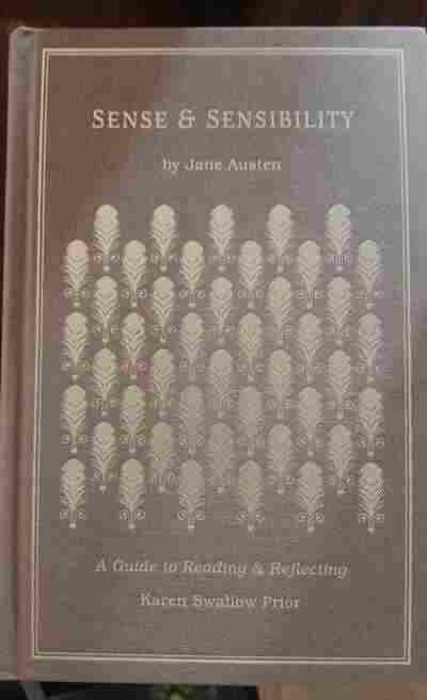 SENSE & SENSIBILITY
by Jane Austen
A Guide to Reading & Reflecting
Karen Swallow Prior